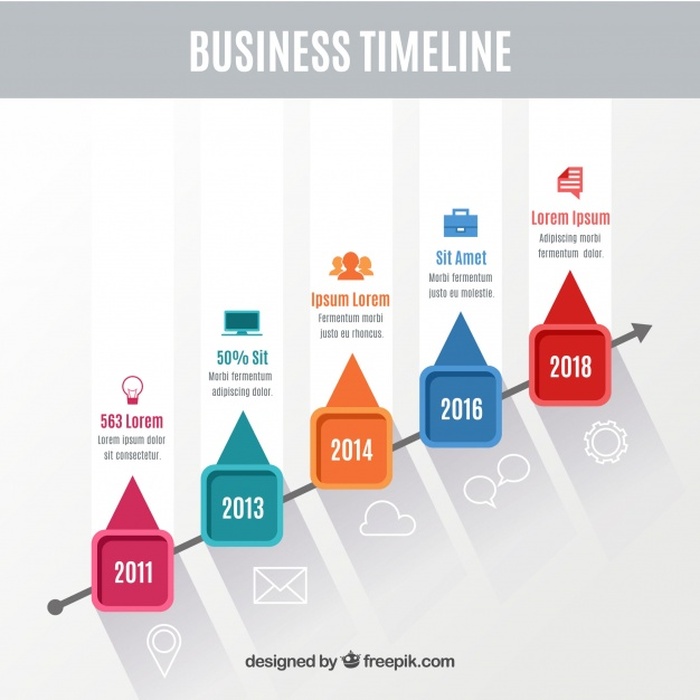 BUSINESS TIMELINE
Lorem Ipsum
Adipiscing morbi
fermentum dolor.
2018
Sit Amet
Morbi fermentum
justo eu molestie.
2016
Ipsum Lorem
Fermentum morbi
justo eu rhoncus.
2014
50% Sit
Morbi fermentum
adipiscing dolor.
2013
563 Lorem
Lorem ipsum dolor
sit consectetur.
2011
designed by freepik.com